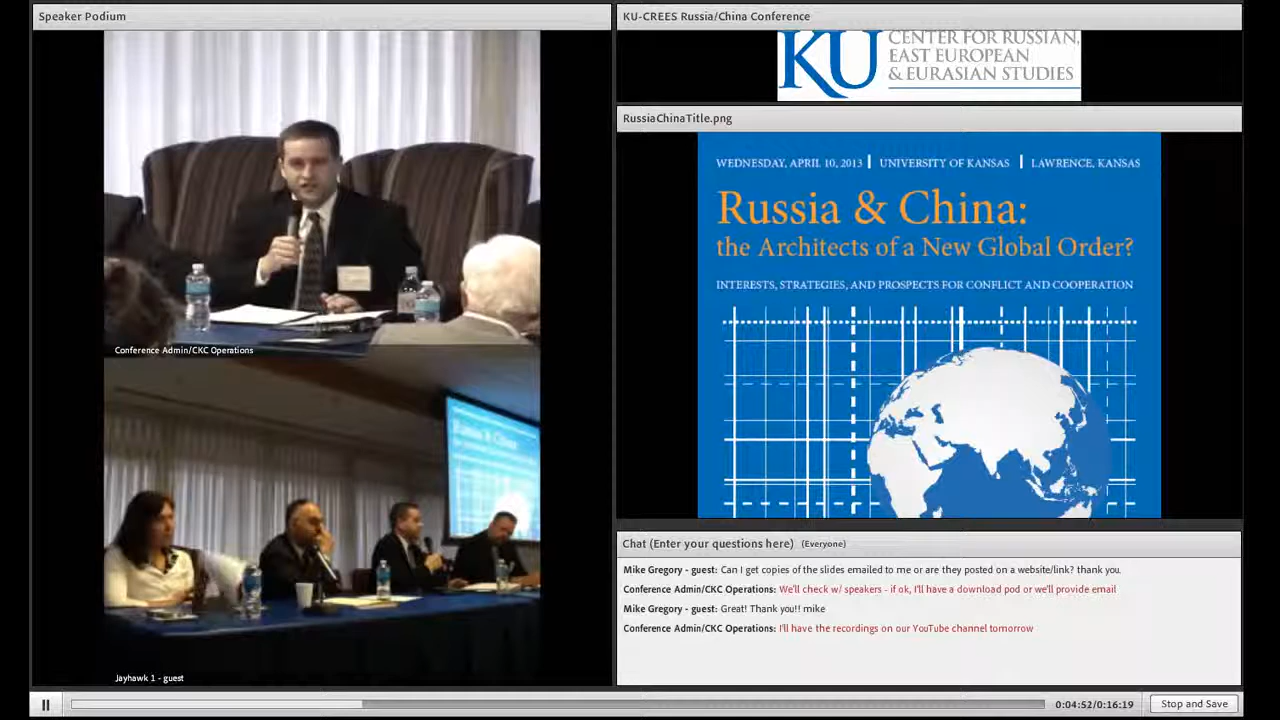 Speaker Podium
Conference Admin/CKC Operations
Jayhawk 1 - guest
KU-CREES Russia/China Conference
KU CENTER FOR RUSSIAN,
EAST EUROPEAN
& EURASIAN STUDIES
RussiaChinaTitle.png
WEDNESDAY, APRIL 10, 2013 | UNIVERSITY OF KANSAS | LAWRENCE, KANSAS
Russia & China:
the Architects of a New Global Order?
INTERESTS, STRATEGIES, AND PROSPECTS FOR CONFLICT AND COOPERATION
Chat (Enter your questions here) (Everyone)
Mike Gregory - guest: Can I get copies of the slides emailed to me or are they posted on a website/link? thank you.
Conference Admin/CKC Operations: We'll check w/ speakers - if ok, I'll have a download pod or we'll provide email
Mike Gregory - guest: Great! Thank you!! mike
Conference Admin/CKC Operations: I'll have the recordings on our YouTube channel tomorrow
0:04:52/0:16:19
Stop and Save